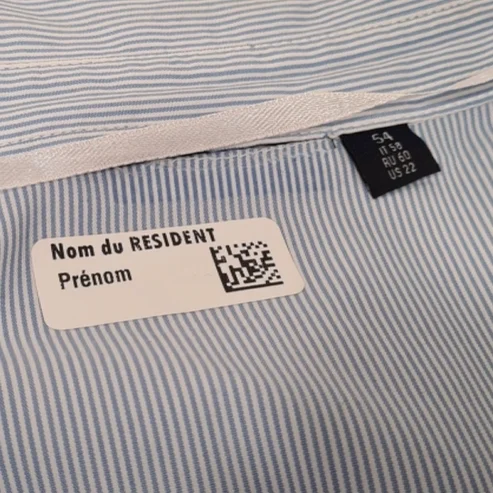 54
IT 58
RU 60
US 22
Nom du RESIDENT
Prénom